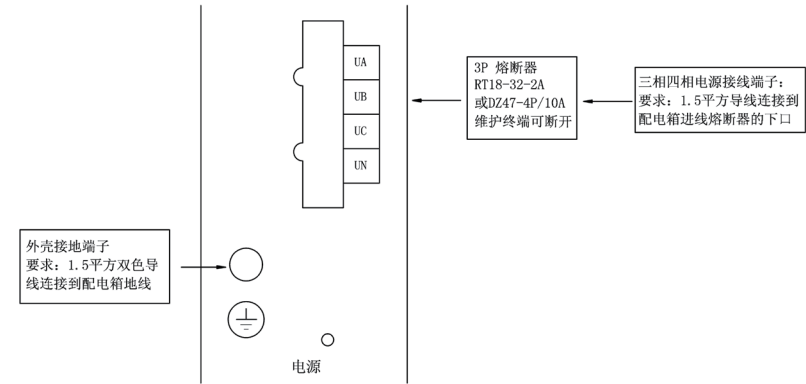 UA
UB
UC
UN
3P 熔断器
RT18-32-2A
或DZ47-4P/10A
维护终端可断开
三相四相电源接线端子：
要求：1.5平方导线连接到
配电箱进线熔断器的下口
外壳接地端子
要求：1.5平方双色导
线连接到配电箱地线
电源